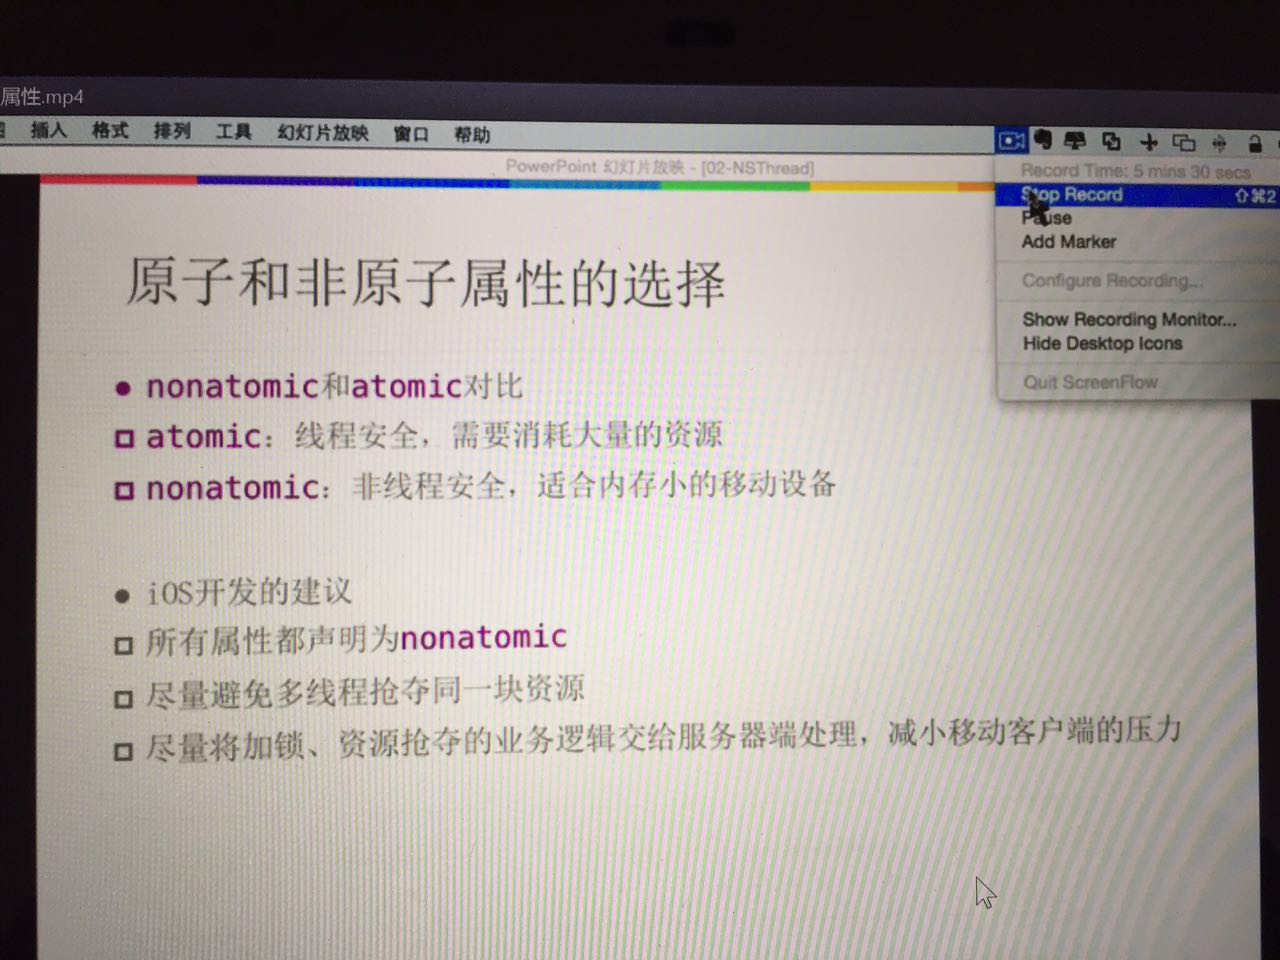 属性.mp4
插入 格式 排列 工具 幻灯片放映 窗口 帮助
PowerPoint 幻灯片放映 - [02-NSThread]
Record Time: 5 mins 30 secs
Stop Record ⇧⌘2
Pause
Add Marker
Configure Recording...
Show Recording Monitor...
Hide Desktop Icons
Quit ScreenFlow
原子和非原子属性的选择
nonatomic和atomic对比
atomic：线程安全，需要消耗大量的资源
nonatomic：非线程安全，适合内存小的移动设备
iOS开发的建议
所有属性都声明为nonatomic
尽量避免多线程抢夺同一块资源
尽量将加锁、资源抢夺的业务逻辑交给服务器端处理，减小移动客户端的压力